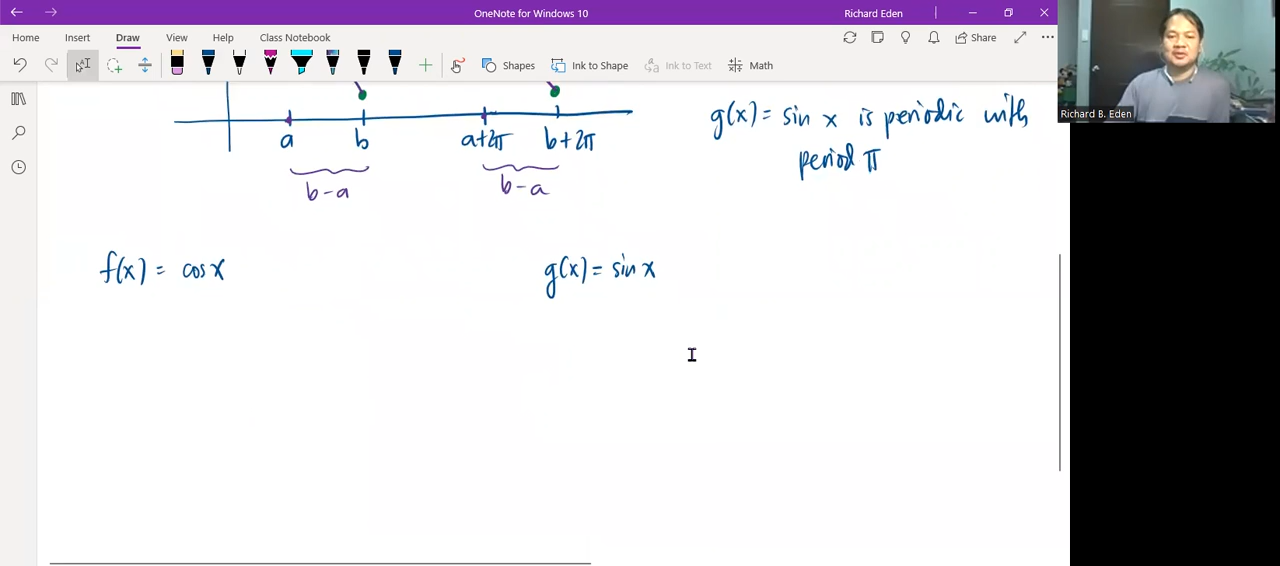 OneNote for Windows 10
Richard Eden
Home Insert Draw View Help Class Notebook
Share
Shapes Ink to Shape Ink to Text Math
Richard B. Eden
a b a+2π b+2π
b-a b-a
g(x) = sin x is periodic with
period π
f(x) = cos x
g(x) = sin x